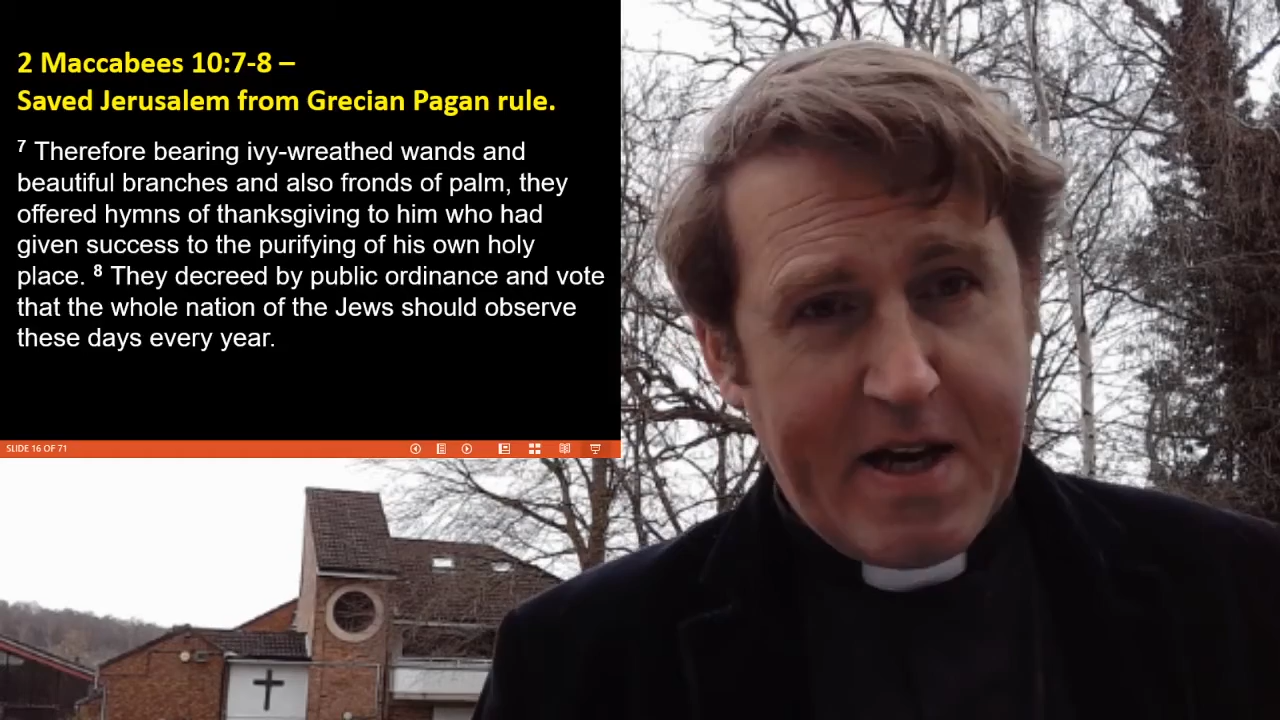 2 Maccabees 10:7-8 –
Saved Jerusalem from Grecian Pagan rule.
7 Therefore bearing ivy-wreathed wands and
beautiful branches and also fronds of palm, they
offered hymns of thanksgiving to him who had
given success to the purifying of his own holy
place. 8 They decreed by public ordinance and vote
that the whole nation of the Jews should observe
these days every year.
SLIDE 16 OF 71